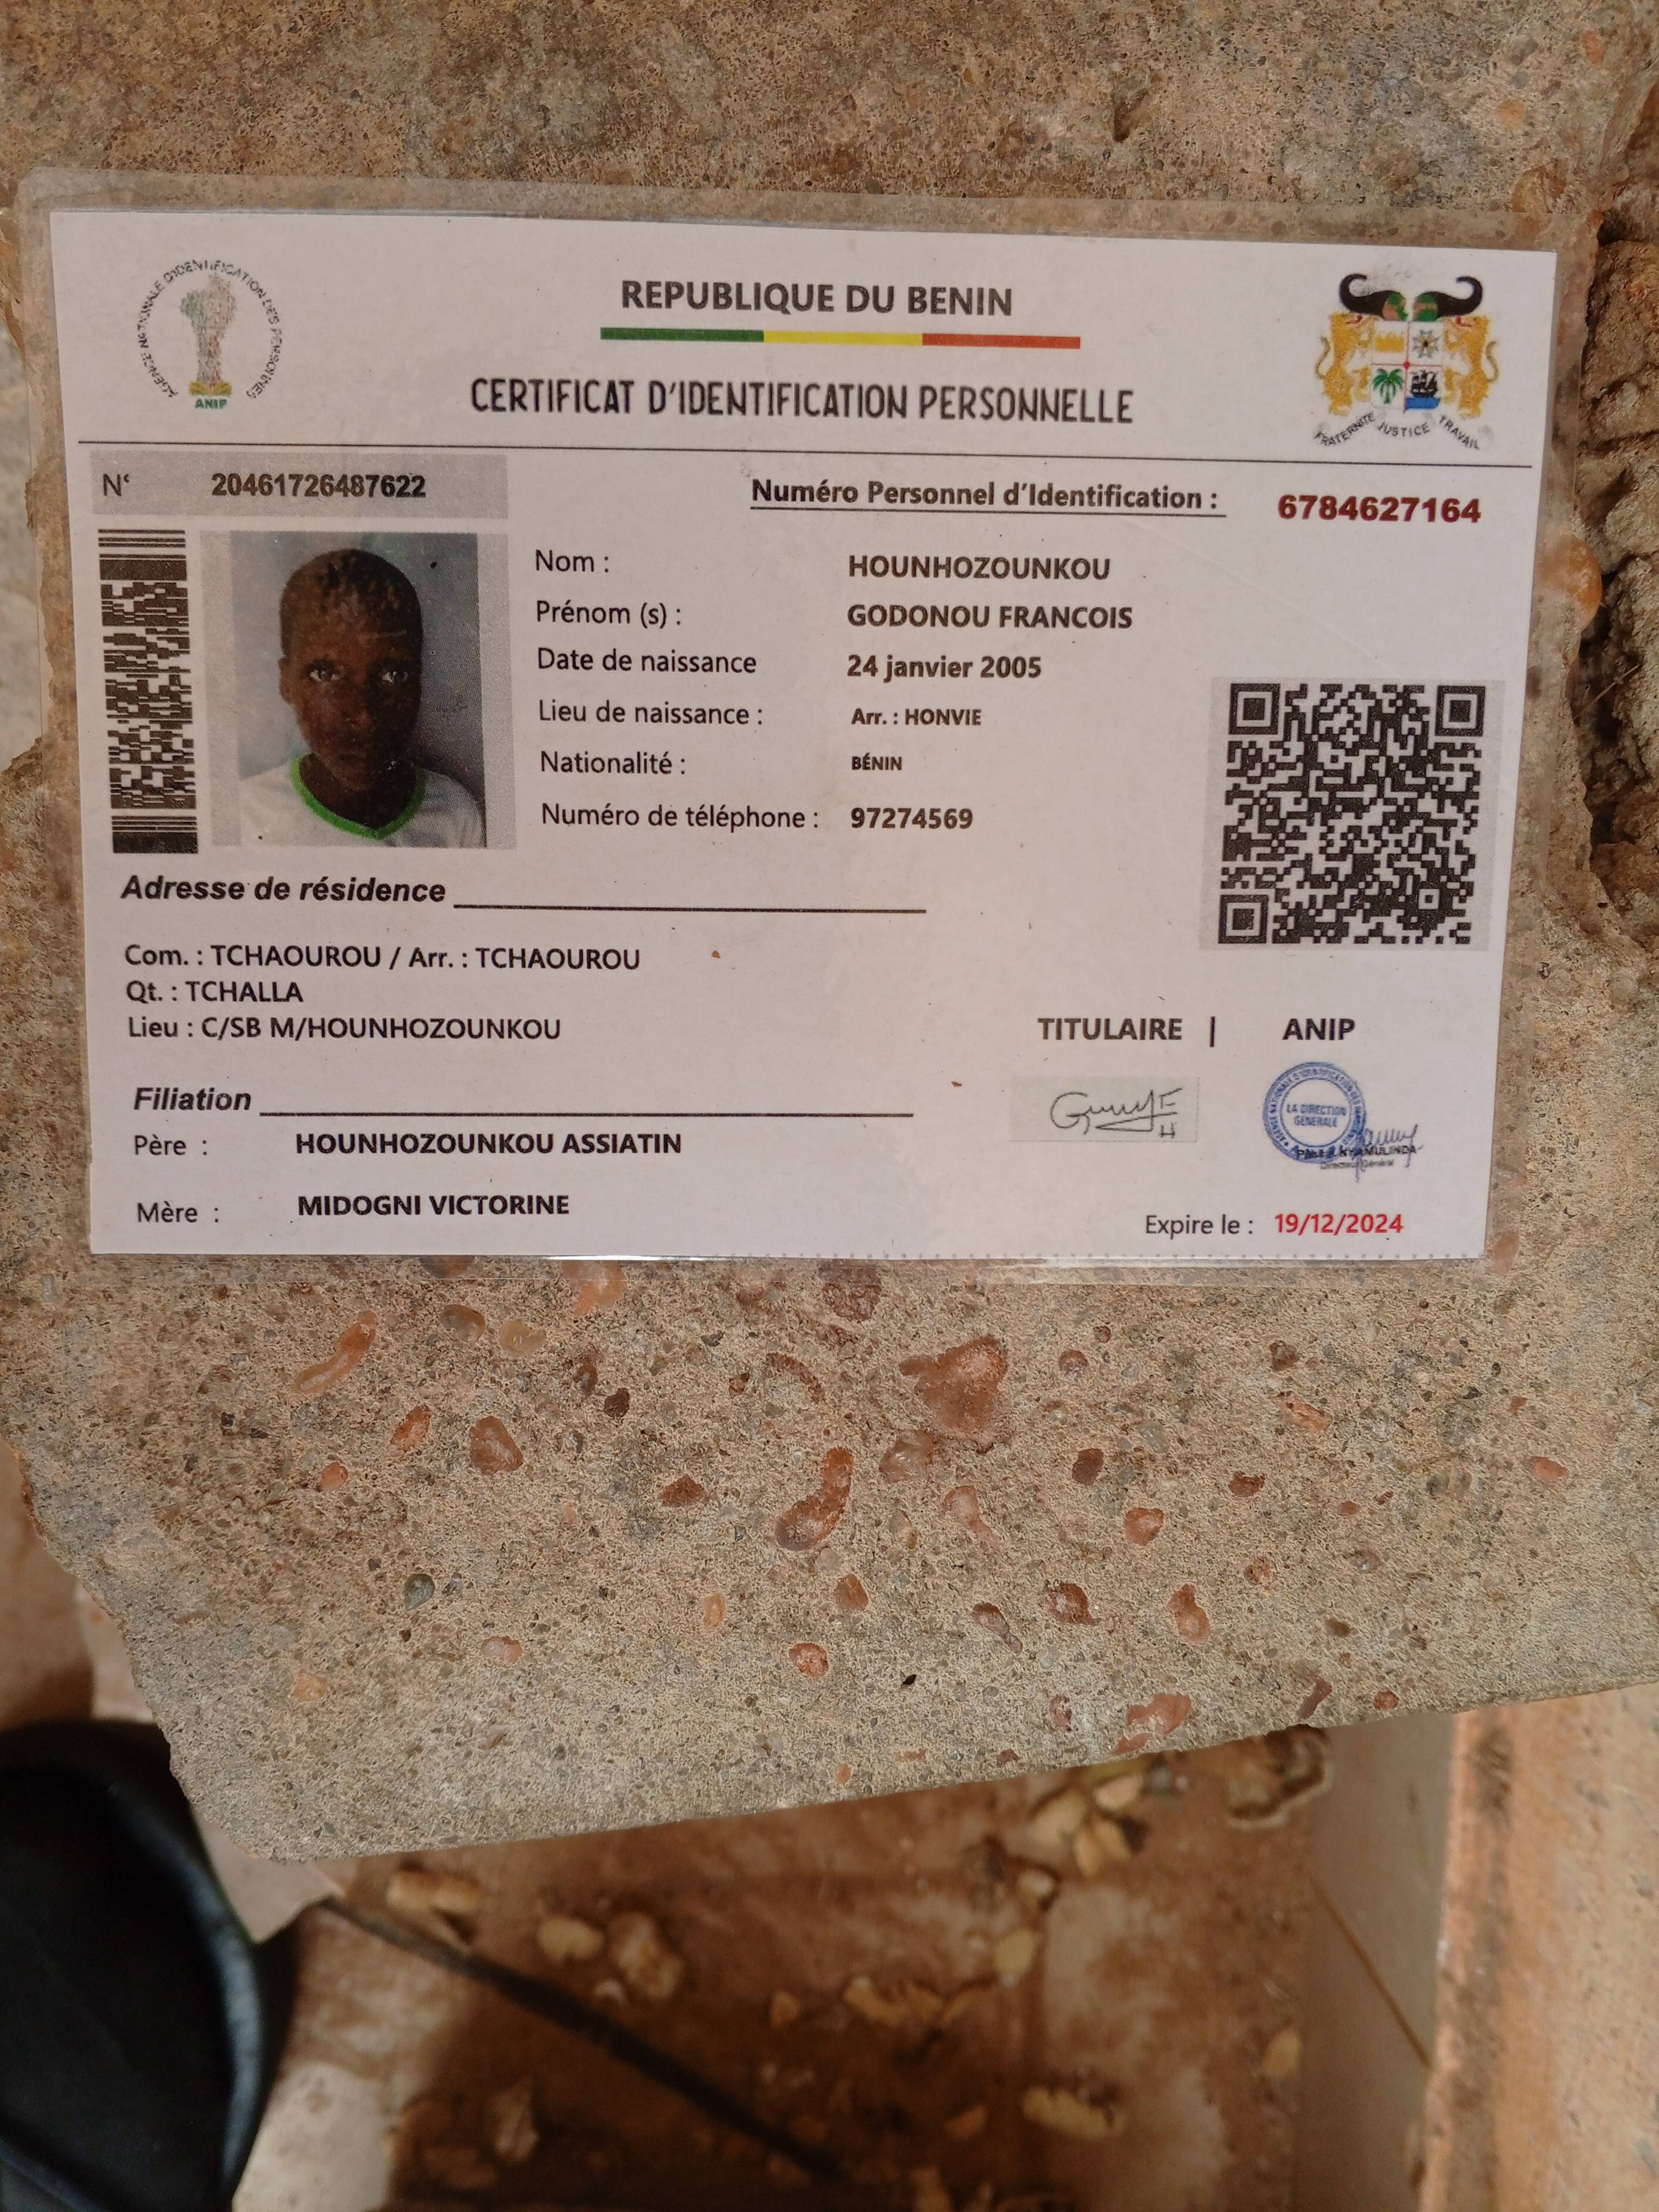 AGENCE NATIONALE D'IDENTIFICATION DES PERSONNES
ANIP
REPUBLIQUE DU BENIN
CERTIFICAT D'IDENTIFICATION PERSONNELLE
FRATERNITE JUSTICE TRAVAIL
N° 20461726487622
Numéro Personnel d'Identification : 6784627164
Nom : HOUNHOZOUNKOU
Prénom (s) : GODONOU FRANCOIS
Date de naissance 24 janvier 2005
Lieu de naissance : Arr. : HONVIE
Nationalité : BÉNIN
Numéro de téléphone : 97274569
Adresse de résidence
Com. : TCHAOUROU / Arr. : TCHAOUROU
Qt. : TCHALLA
Lieu : C/SB M/HOUNHOZOUNKOU
TITULAIRE | ANIP
LA DIRECTION
GENERALE
Directeur Général
Filiation
Père : HOUNHOZOUNKOU ASSIATIN
Mère : MIDOGNI VICTORINE
Expire le : 19/12/2024